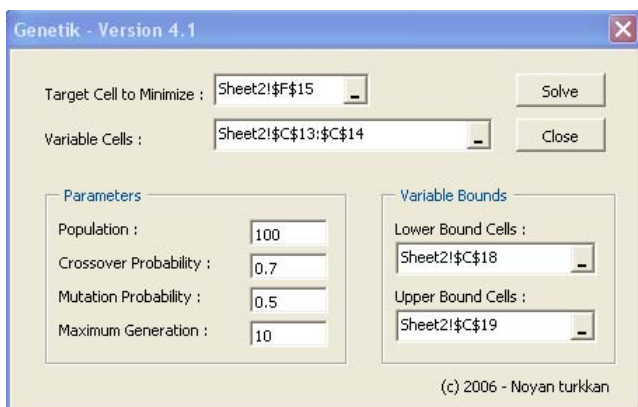 Genetik - Version 4.1
Target Cell to Minimize : Sheet2!$F$15 _ Solve
Variable Cells : Sheet2!$C$13:$C$14 _ Close
Parameters
Population : 100
Crossover Probability : 0.7
Mutation Probability : 0.5
Maximum Generation : 10
Variable Bounds
Lower Bound Cells :
Sheet2!$C$18 _
Upper Bound Cells :
Sheet2!$C$19 _
(c) 2006 - Noyan turkkan